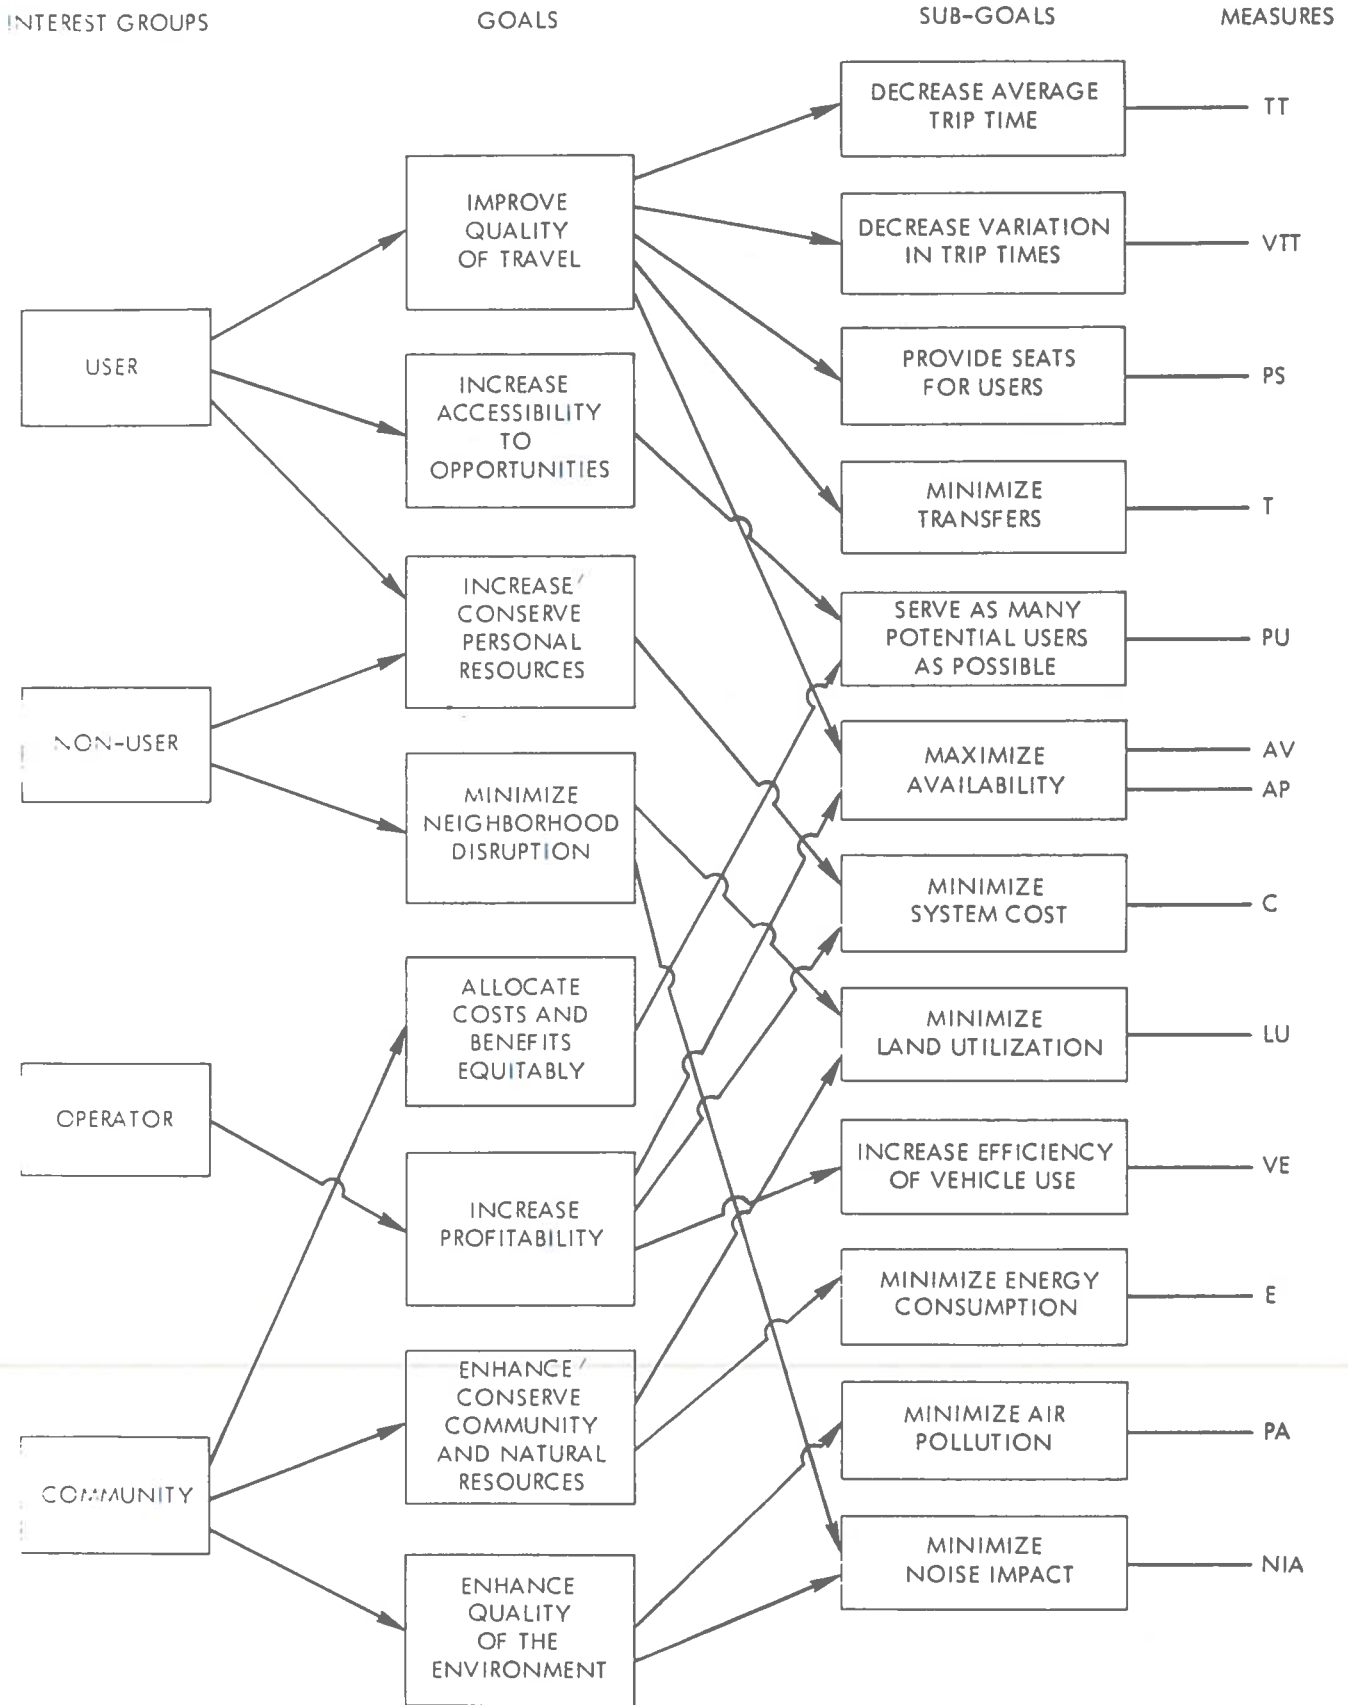 INTEREST GROUPS
GOALS
SUB-GOALS
MEASURES
USER
NON-USER
OPERATOR
COMMUNITY
IMPROVE
QUALITY
OF TRAVEL
INCREASE
ACCESSIBILITY
TO
OPPORTUNITIES
INCREASE/
CONSERVE
PERSONAL
RESOURCES
MINIMIZE
NEIGHBORHOOD
DISRUPTION
ALLOCATE
COSTS AND
BENEFITS
EQUITABLY
INCREASE
PROFITABILITY
ENHANCE/
CONSERVE
COMMUNITY
AND NATURAL
RESOURCES
ENHANCE
QUALITY
OF THE
ENVIRONMENT
DECREASE AVERAGE
TRIP TIME
DECREASE VARIATION
IN TRIP TIMES
PROVIDE SEATS
FOR USERS
MINIMIZE
TRANSFERS
SERVE AS MANY
POTENTIAL USERS
AS POSSIBLE
MAXIMIZE
AVAILABILITY
MINIMIZE
SYSTEM COST
MINIMIZE
LAND UTILIZATION
INCREASE EFFICIENCY
OF VEHICLE USE
MINIMIZE ENERGY
CONSUMPTION
MINIMIZE AIR
POLLUTION
MINIMIZE
NOISE IMPACT
TT
VTT
PS
T
PU
AV
AP
C
LU
VE
E
PA
NIA